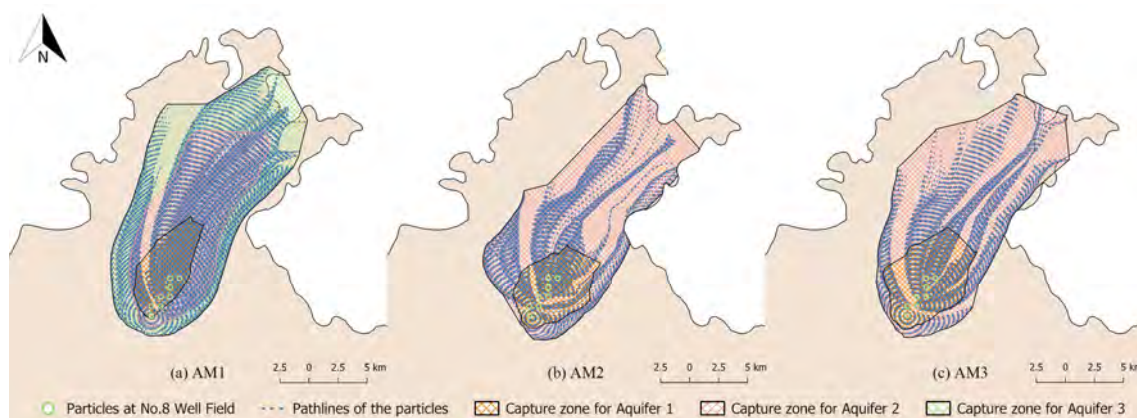 N
(a) AM1
2.5 0 2.5 5 km
(b) AM2
2.5 0 2.5 5 km
(c) AM3
2.5 0 2.5 5 km
Particles at No.8 Well Field
Pathlines of the particles
Capture zone for Aquifer 1
Capture zone for Aquifer 2
Capture zone for Aquifer 3